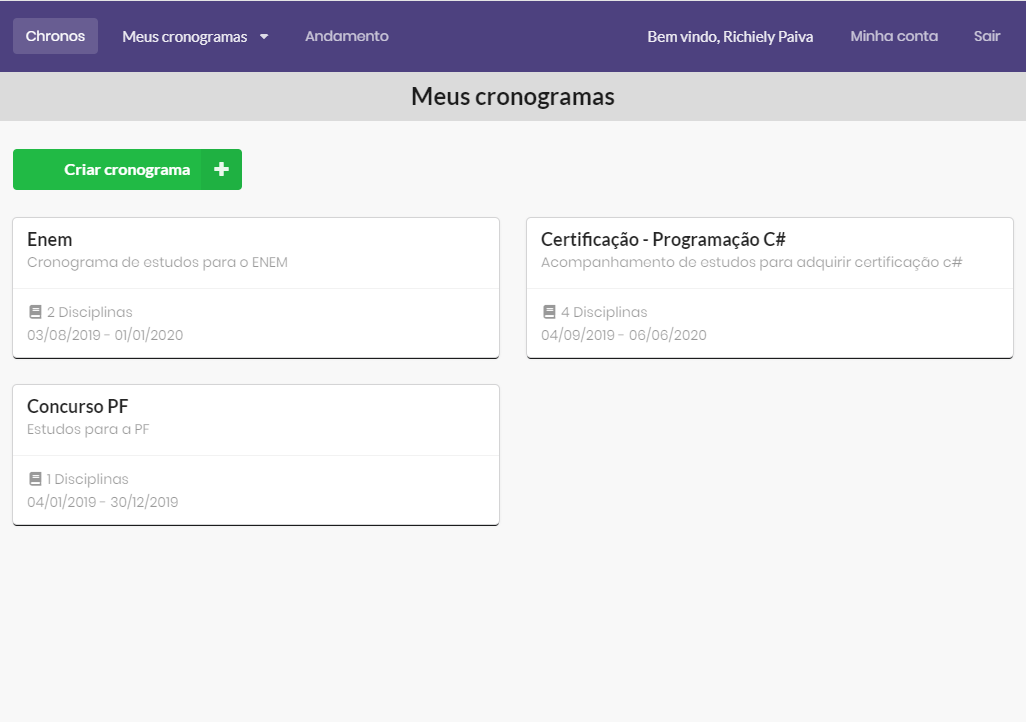 Chronos Meus cronogramas Andamento Bem vindo, Richiely Paiva Minha conta Sair
Meus cronogramas
Criar cronograma
Enem
Cronograma de estudos para o ENEM
2 Disciplinas
03/08/2019 - 01/01/2020
Certificação - Programação C#
Acompanhamento de estudos para adquirir certificação c#
4 Disciplinas
04/09/2019 - 06/06/2020
Concurso PF
Estudos para a PF
1 Disciplinas
04/01/2019 - 30/12/2019